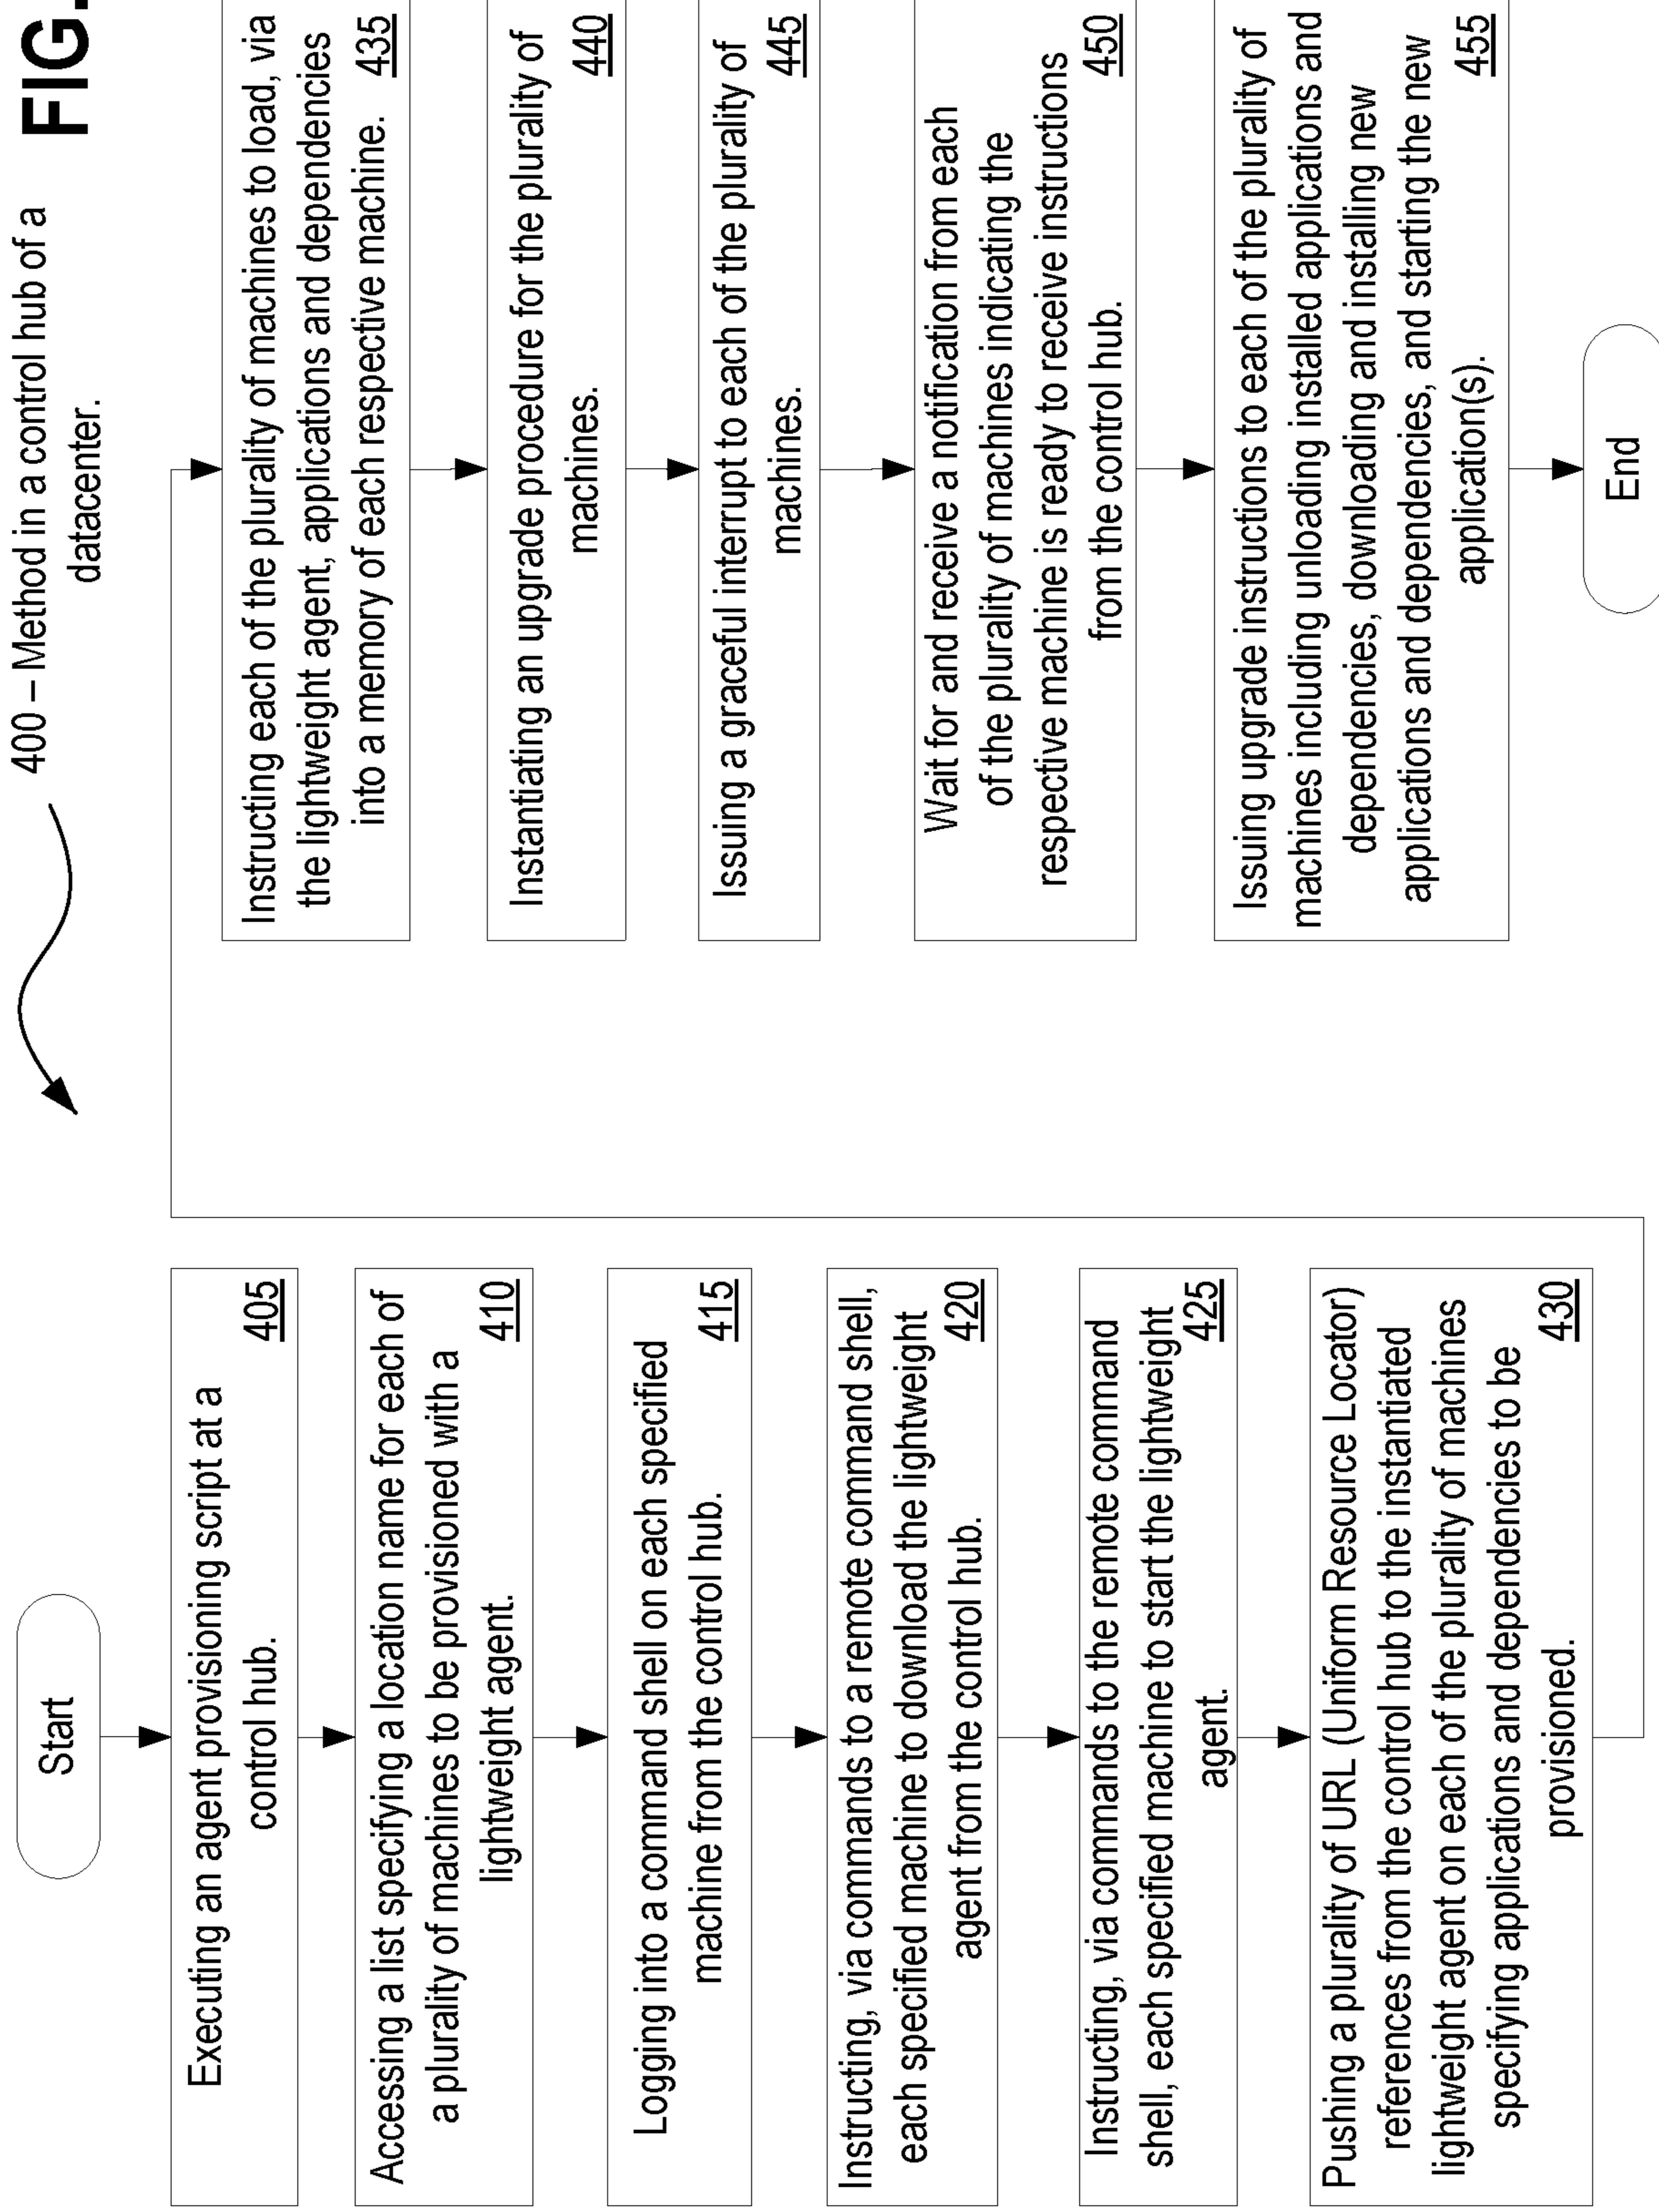 400 – Method in a control hub of a
datacenter.
FIG.
Start
Executing an agent provisioning script at a
control hub.
405
Accessing a list specifying a location name for each of
a plurality of machines to be provisioned with a
lightweight agent.
410
Logging into a command shell on each specified
machine from the control hub.
415
Instructing, via commands to a remote command shell,
each specified machine to download the lightweight
agent from the control hub.
420
Instructing, via commands to the remote command
shell, each specified machine to start the lightweight
agent.
425
Pushing a plurality of URL (Uniform Resource Locator)
references from the control hub to the instantiated
lightweight agent on each of the plurality of machines
specifying applications and dependencies to be
provisioned.
430
Instructing each of the plurality of machines to load, via
the lightweight agent, applications and dependencies
into a memory of each respective machine.
435
Instantiating an upgrade procedure for the plurality of
machines.
440
Issuing a graceful interrupt to each of the plurality of
machines.
445
Wait for and receive a notification from each
of the plurality of machines indicating the
respective machine is ready to receive instructions
from the control hub.
450
Issuing upgrade instructions to each of the plurality of
machines including unloading installed applications and
dependencies, downloading and installing new
applications and dependencies, and starting the new
application(s).
455
End